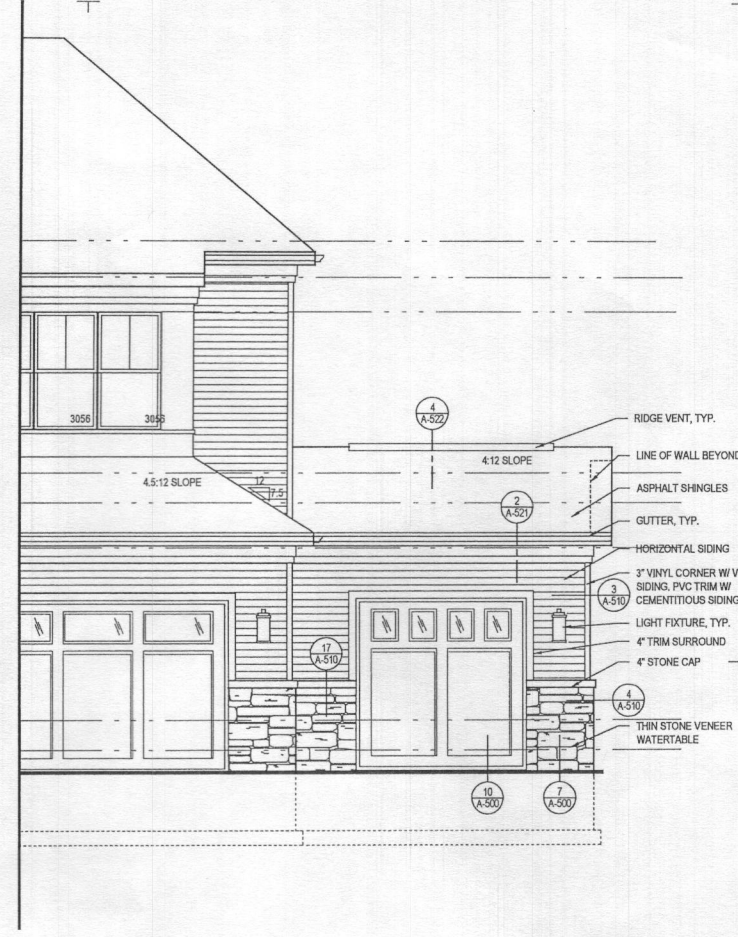 3056
3056
4
A-522
RIDGE VENT, TYP.
4:12 SLOPE
LINE OF WALL BEYOND
4.5:12 SLOPE
12
7.5
ASPHALT SHINGLES
2
A-521
GUTTER, TYP.
HORIZONTAL SIDING
3" VINYL CORNER W/ V
SIDING, PVC TRIM W/
CEMENTITIOUS SIDING
3
A-510
LIGHT FIXTURE, TYP.
4" TRIM SURROUND
17
A-510
4" STONE CAP
4
A-510
THIN STONE VENEER
WATERTABLE
10
A-500
7
A-500